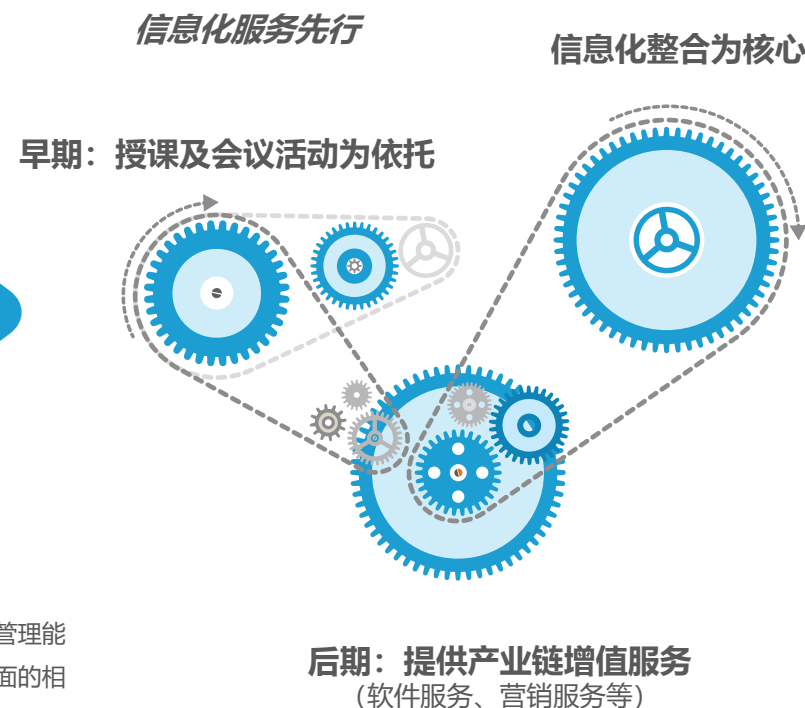 信息化服务先行
信息化整合为核心
早期：授课及会议活动为依托
管理能
面的相
后期：提供产业链增值服务
（软件服务、营销服务等）